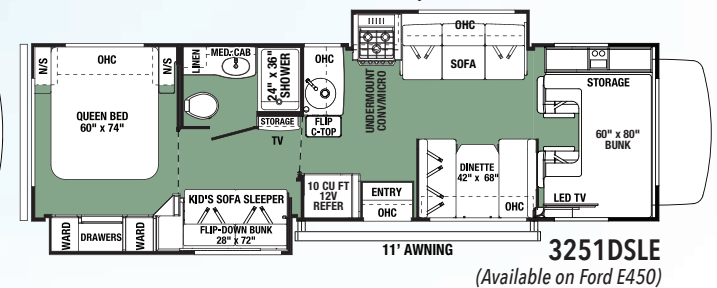 N/S
OHC
N/S
QUEEN BED
60" x 74"
WARD
DRAWERS
WARD
LINEN
MED. CAB
24" x 36"
SHOWER
STORAGE
TV
KID'S SOFA SLEEPER
FLIP-DOWN BUNK
28" x 72"
OHC
FLIP
C-TOP
UNDERMOUNT
CONV/MICRO
OHC
SOFA
10 CU FT
12V
REFER
ENTRY
OHC
DINETTE
42" x 68"
OHC
STORAGE
60" x 80"
BUNK
LED TV
11' AWNING
3251DSLE
(Available on Ford E450)